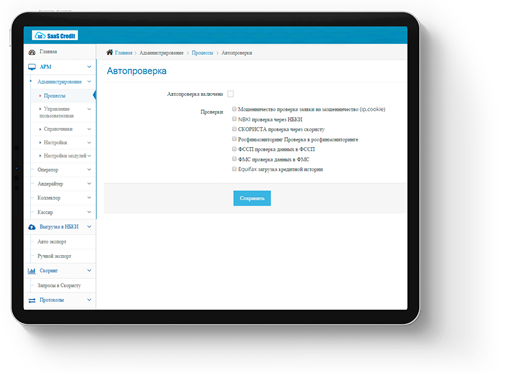 SaaS Credit
Главная
Главная > Администрирование > Процессы > Автопроверка
АРМ
Автопроверка
Администрирование
Процессы
Автопроверка включена
Управление
пользователями
Проверки
Мошенничество проверка заявки на мошенничество (ip,cookie)
NBKI проверка через НБКИ
СКОРИСТА проверка через скористу
Росфинмониторинг Проверка в росфинмониторинге
ФССП проверка данных в ФССП
ФМС проверка данных в ФМС
Equifax загрузка кредитной истории
Справочники
Настройки
Настройки модулей
Оператор
Андеррайтер
Коллектор
Кассир
Сохранить
Выгрузка в НБКИ
Авто экспорт
Ручной экспорт
Скоринг
Запросы в Скористу
Протоколы